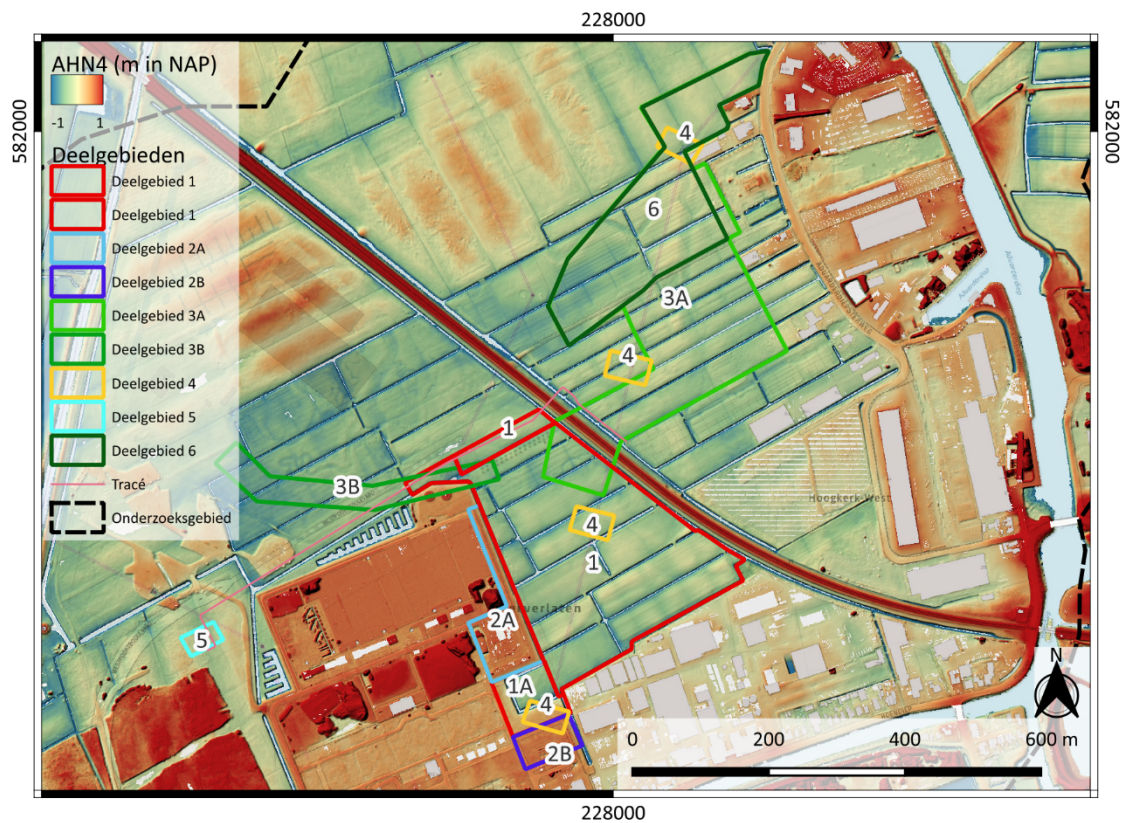 228000
582000
582000
AHN4 (m in NAP)
-1 1
Deelgebieden
Deelgebied 1
Deelgebied 1
Deelgebied 2A
Deelgebied 2B
Deelgebied 3A
Deelgebied 3B
Deelgebied 4
Deelgebied 5
Deelgebied 6
Tracé
Onderzoeksgebied
4
6
3A
4
1
3B
Hoogkerk-West
4
1
2A
5
1A
4
2B
N
0 200 400 600 m
228000